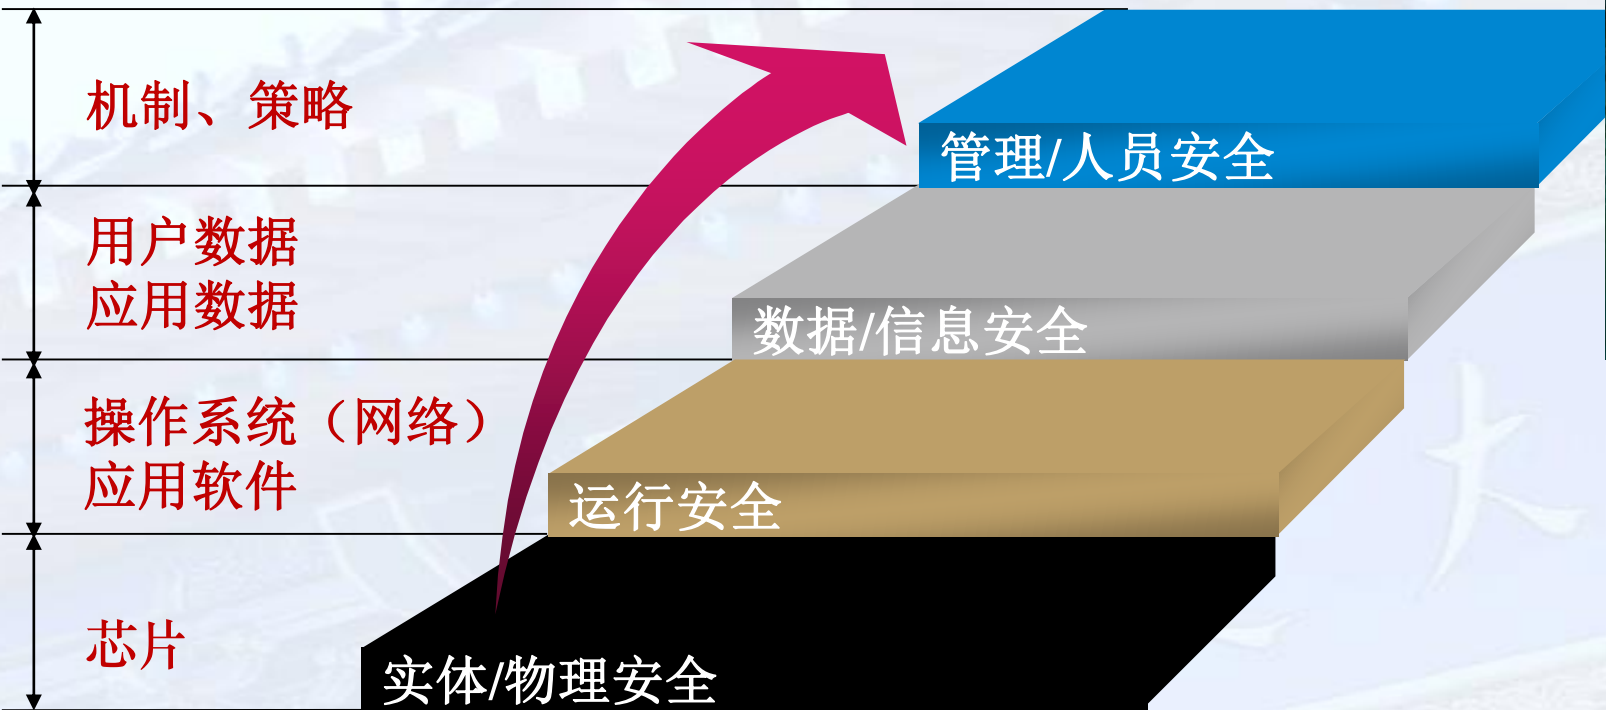 机制、策略
管理/人员安全
用户数据
应用数据
数据/信息安全
操作系统（网络）
应用软件
运行安全
芯片
实体/物理安全